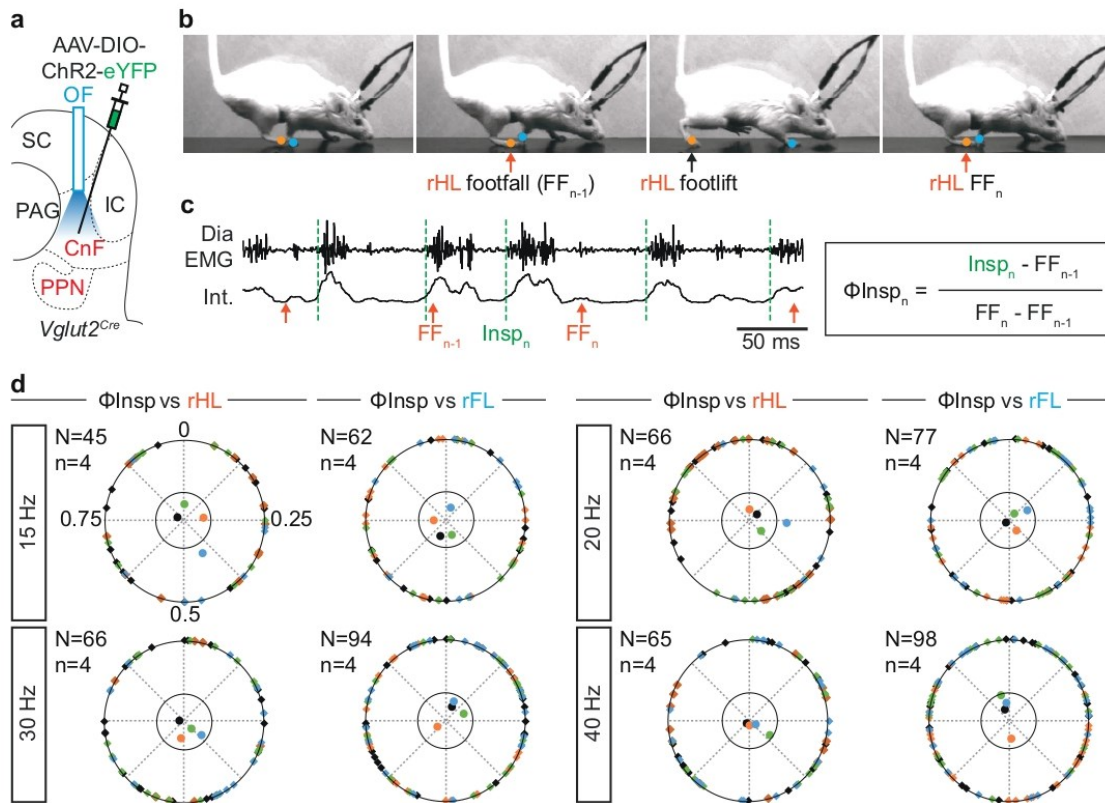 a
AAV-DIO-
ChR2-eYFP
OF
SC
PAG
IC
CnF
PPN
Vglut2Cre
b
rHL footfall (FFn-1)
rHL footlift
rHL FFn
c
Dia
EMG
Int.
FFn-1
Inspn
FFn
50 ms
ΦInspn = Inspn - FFn-1
FFn - FFn-1
d
ΦInsp vs rHL
ΦInsp vs rFL
ΦInsp vs rHL
ΦInsp vs rFL
15 Hz
N=45
n=4
0
0.25
0.5
0.75
N=62
n=4
20 Hz
N=66
n=4
N=77
n=4
30 Hz
N=66
n=4
N=94
n=4
40 Hz
N=65
n=4
N=98
n=4